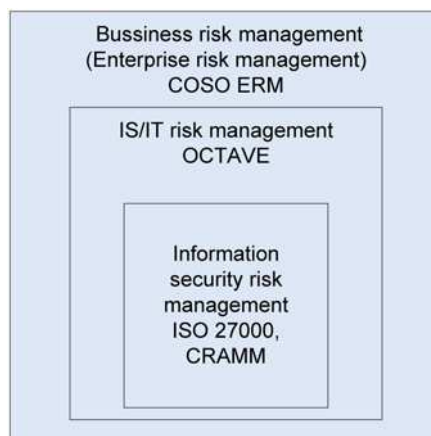 Bussiness risk management
(Enterprise risk management)
COSO ERM
IS/IT risk management
OCTAVE
Information
security risk
management
ISO 27000,
CRAMM